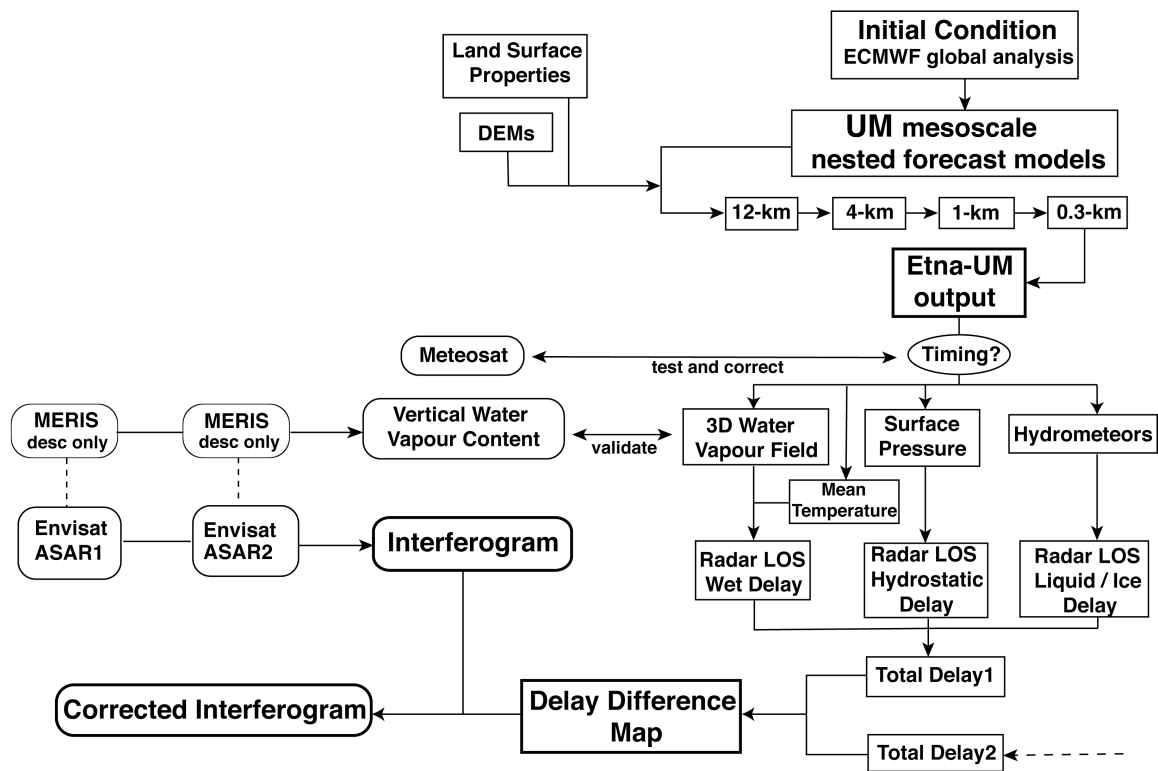 Initial Condition
ECMWF global analysis
Land Surface
Properties
DEMs
UM mesoscale
nested forecast models
12-km
4-km
1-km
0.3-km
Etna-UM
output
Timing?
Meteosat
test and correct
MERIS
desc only
MERIS
desc only
Vertical Water
Vapour Content
validate
3D Water
Vapour Field
Surface
Pressure
Hydrometeors
Mean
Temperature
Envisat
ASAR1
Envisat
ASAR2
Interferogram
Radar LOS
Wet Delay
Radar LOS
Hydrostatic
Delay
Radar LOS
Liquid / Ice
Delay
Total Delay1
Corrected Interferogram
Delay Difference
Map
Total Delay2